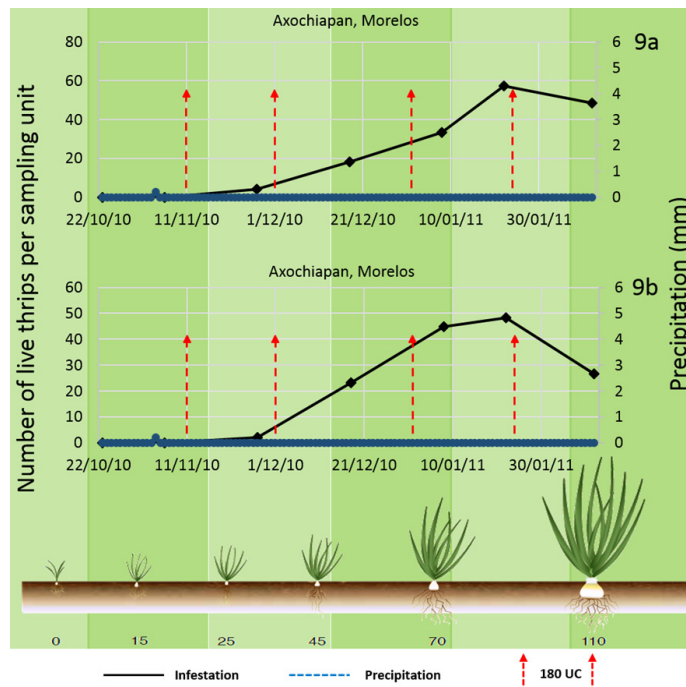 Axochiapan, Morelos
9a
80
60
40
20
0
6
5
4
3
2
1
0
22/10/10 11/11/10 1/12/10 21/12/10 10/01/11 30/01/11
Number of live thrips per sampling unit
Precipitation (mm)
Axochiapan, Morelos
9b
60
50
40
30
20
10
0
6
5
4
3
2
1
0
22/10/10 11/11/10 1/12/10 21/12/10 10/01/11 30/01/11
0 15 25 45 70 110
Infestation Precipitation 180 UC